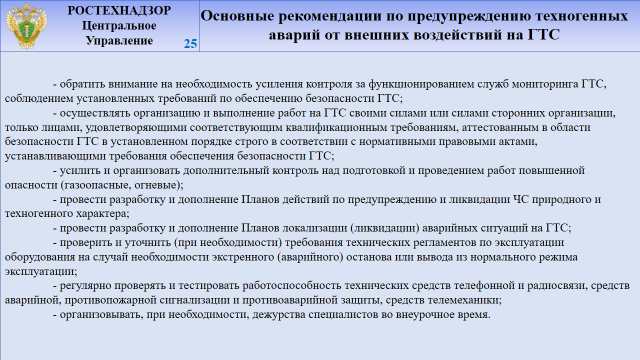 РОСТЕХНАДЗОР
Центральное
Управление
25
Основные рекомендации по предупреждению техногенных
аварий от внешних воздействий на ГТС
- обратить внимание на необходимость усиления контроля за функционированием служб мониторинга ГТС,
соблюдением установленных требований по обеспечению безопасности ГТС;
- осуществлять организацию и выполнение работ на ГТС своими силами или силами сторонних организации,
только лицами, удовлетворяющими соответствующим квалификационным требованиям, аттестованным в области
безопасности ГТС в установленном порядке строго в соответствии с нормативными правовыми актами,
устанавливающими требования обеспечения безопасности ГТС;
- усилить и организовать дополнительный контроль над подготовкой и проведением работ повышенной
опасности (газоопасные, огневые);
- провести разработку и дополнение Планов действий по предупреждению и ликвидации ЧС природного и
техногенного характера;
- провести разработку и дополнение Планов локализации (ликвидации) аварийных ситуаций на ГТС;
- проверить и уточнить (при необходимости) требования технических регламентов по эксплуатации
оборудования на случай необходимости экстренного (аварийного) останова или вывода из нормального режима
эксплуатации;
- регулярно проверять и тестировать работоспособность технических средств телефонной и радиосвязи, средств
аварийной, противопожарной сигнализации и противоаварийной защиты, средств телемеханики;
- организовывать, при необходимости, дежурства специалистов во внеурочное время.